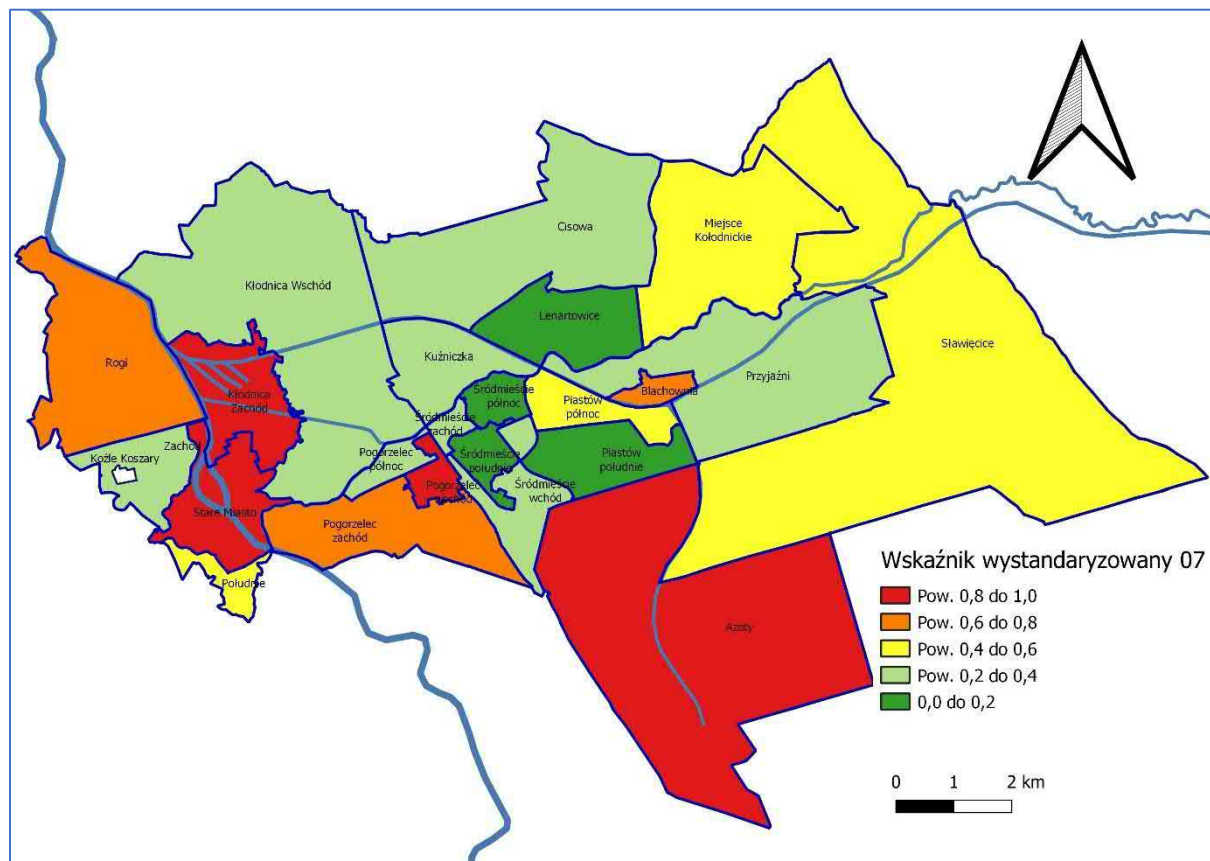 Cisowa
Miejsce
Kołodnickie
Kłodnica Wschód
Lenartowice
Sławięcice
Rogi
Kuźniczka
Przyjaźni
Blachownia
Śródmieście
północ
Piastów
północ
Kłodnica
Zachód
Śródmieście
zachód
Zachód
Koźle Koszary
Pogorzelec
północ
Śródmieście
południe
Piastów
południe
Pogorzelec
Śródmieście
wchód
Stare Miasto
Pogorzelec
zachód
Południe
Azoty
Wskaźnik wystandaryzowany 07
Pow. 0,8 do 1,0
Pow. 0,6 do 0,8
Pow. 0,4 do 0,6
Pow. 0,2 do 0,4
0,0 do 0,2
0 1 2 km